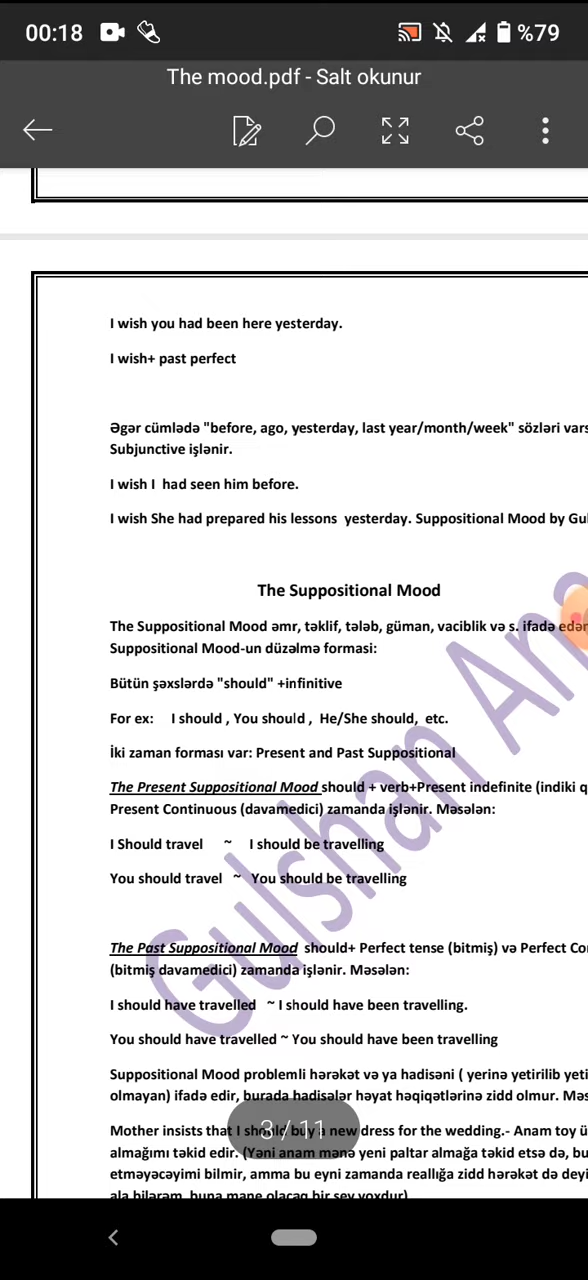 00:18
%79
The mood.pdf - Salt okunur
I wish you had been here yesterday.
I wish+ past perfect
Əgər cümlədə "before, ago, yesterday, last year/month/week" sözləri
Subjunctive işlənir.
I wish I had seen him before.
I wish She had prepared his lessons yesterday. Suppositional Mood by
The Suppositional Mood
The Suppositional Mood əmr, təklif, tələb, güman, vaciblik və s. ifadə
Suppositional Mood-un düzəlmə forması:
Bütün şəxslərdə "should" +infinitive
For ex: I should , You should , He/She should, etc.
İki zaman forması var: Present and Past Suppositional
The Present Suppositional Mood should + verb+Present indefinite (indiki
Present Continuous (davamedici) zamanda işlənir. Məsələn:
I Should travel ~ I should be travelling
You should travel ~ You should be travelling
The Past Suppositional Mood should+ Perfect tense (bitmiş) və Perfect
(bitmiş davamedici) zamanda işlənir. Məsələn:
I should have travelled ~ I should have been travelling.
You should have travelled ~ You should have been travelling
Suppositional Mood problemli hərəkət və ya hadisəni ( yerinə yetirilib
olmayan) ifadə edir, burada hadisələr həyat həqiqətlərinə zidd olmur.
Mother insists that I should buy a new dress for the wedding.- Anam toy
almağımı təkid edir. (Yəni anam mənə yeni paltar almağa təkid etsə də,
etməyəcəyimi bilmir, amma bu eyni zamanda reallığa zidd hərəkət də
ala bilərəm, buna mane olacaq bir şey yoxdur)
Gulshan
3 / 11